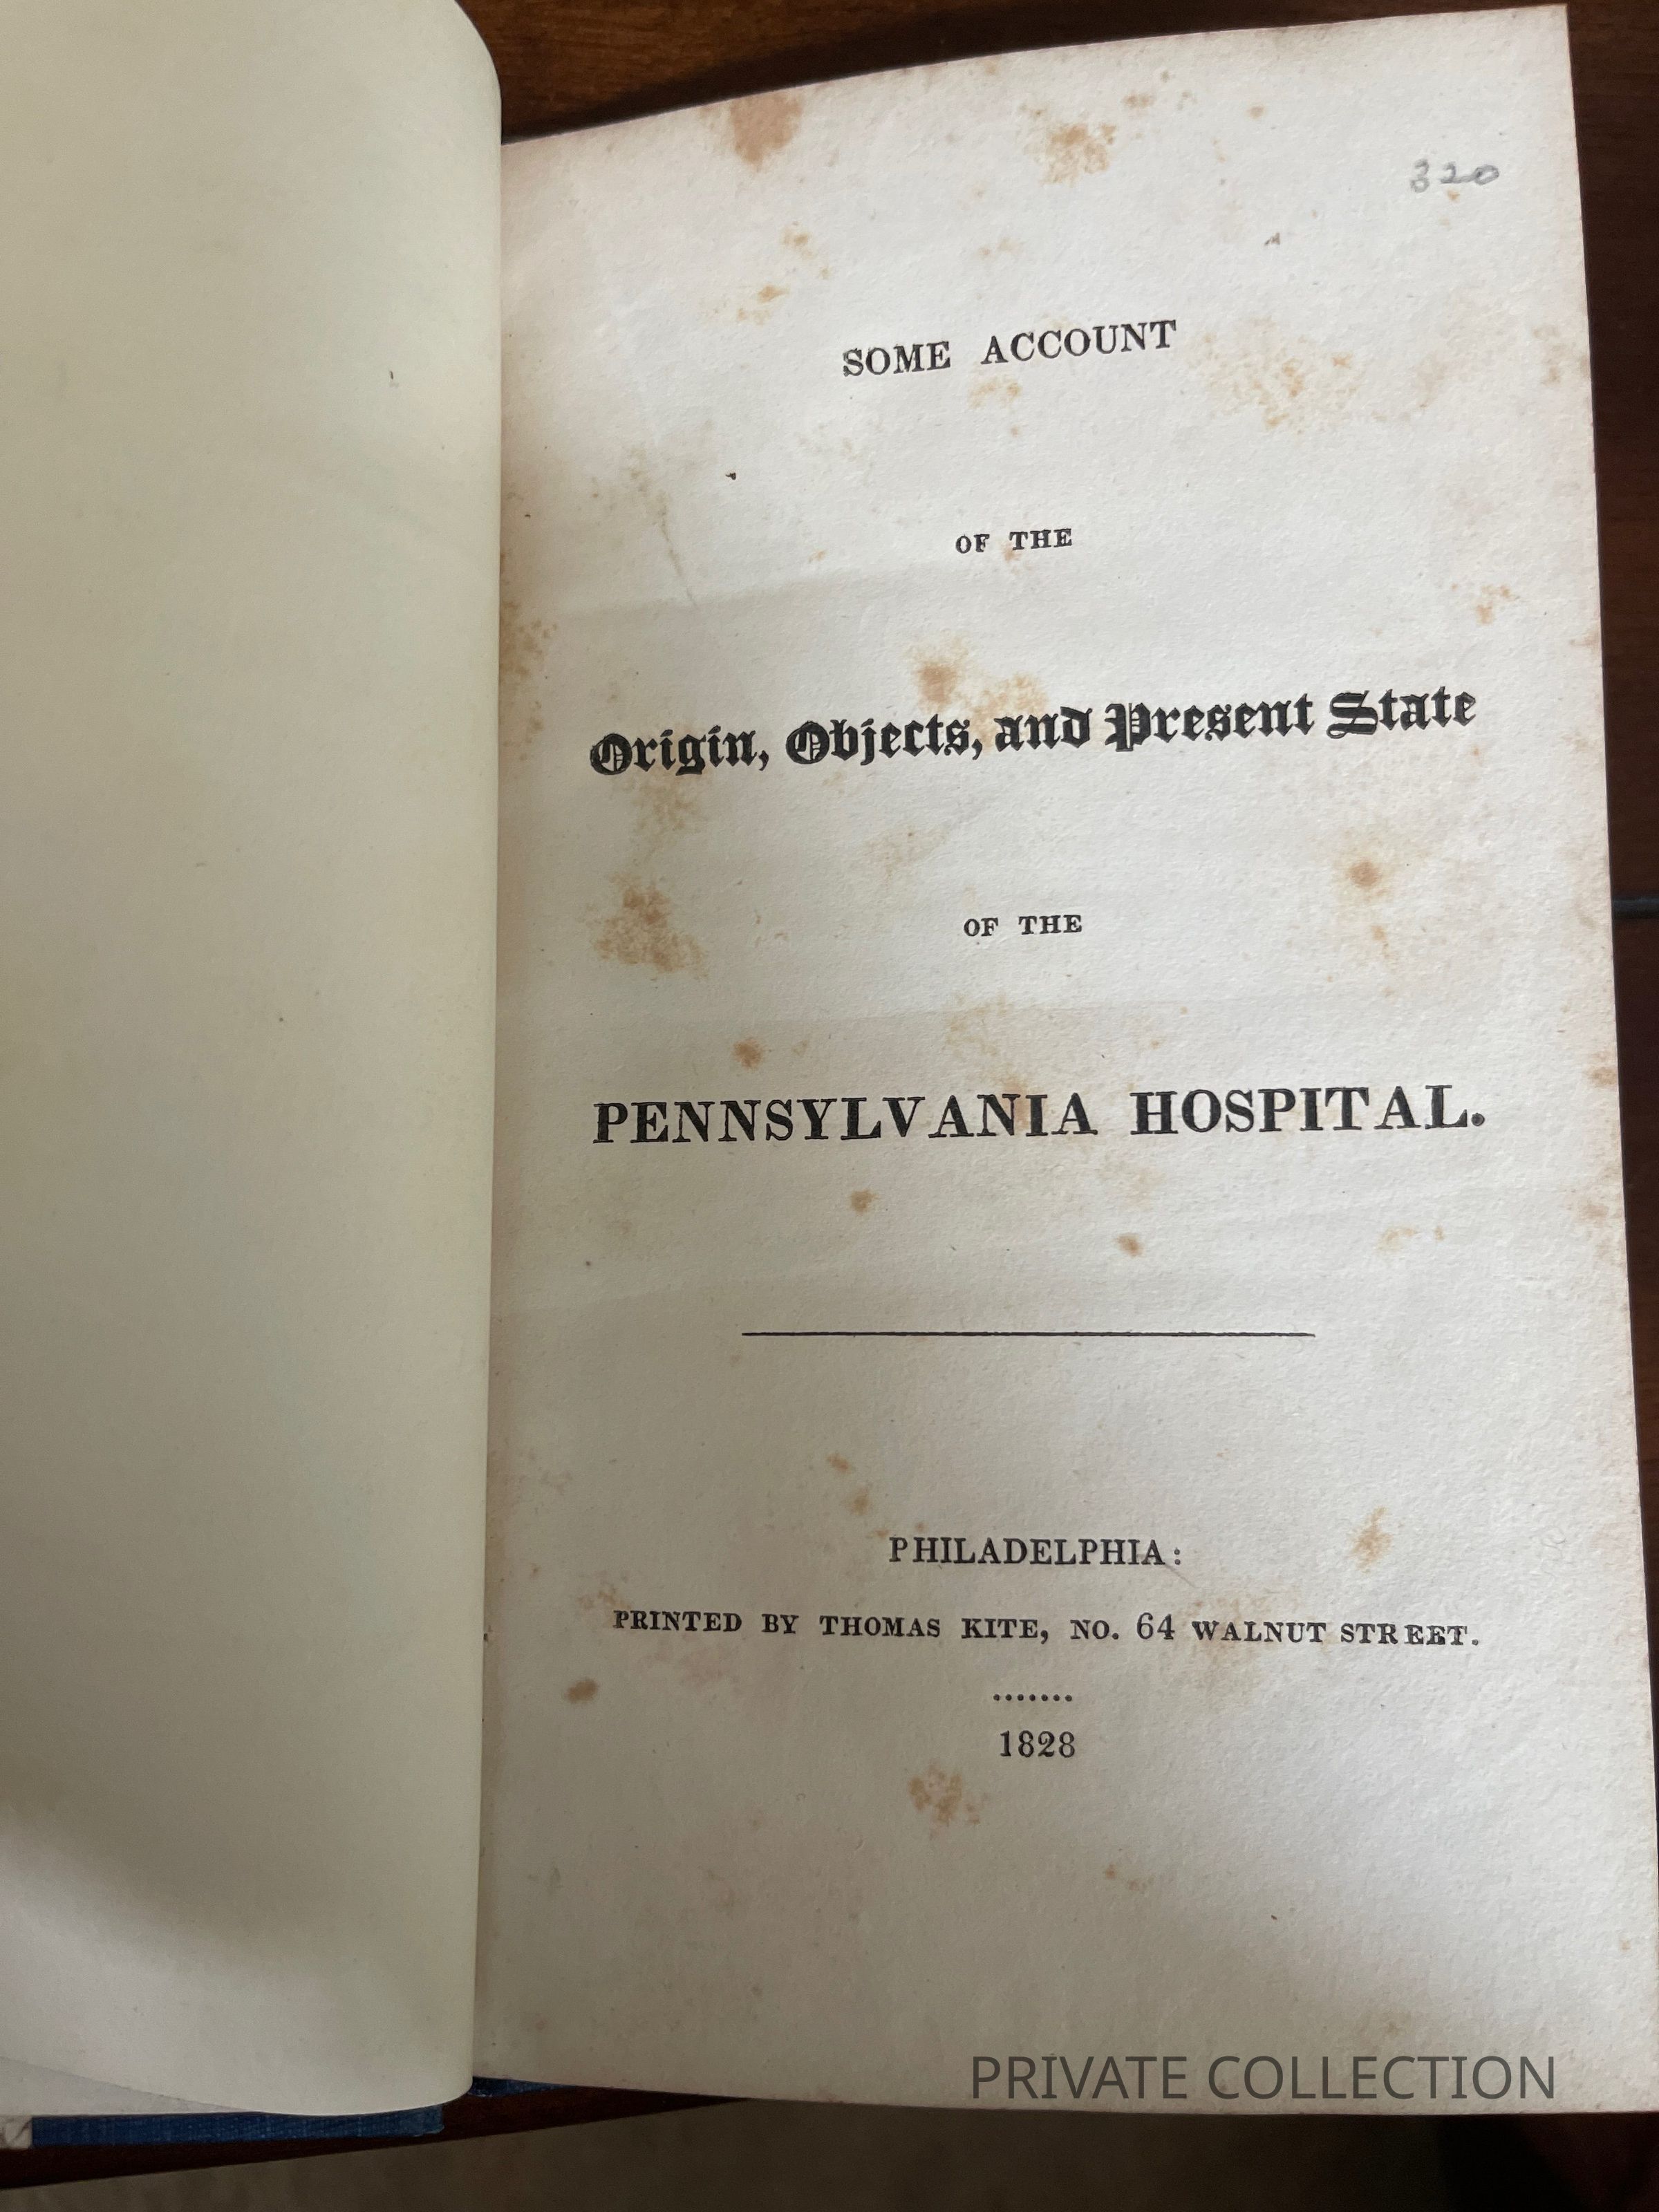 320
SOME ACCOUNT
OF THE
Origin, Objects, and Present State
OF THE
PENNSYLVANIA HOSPITAL.
PHILADELPHIA:
PRINTED BY THOMAS KITE, NO. 64 WALNUT STREET.
.......
1828
PRIVATE COLLECTION